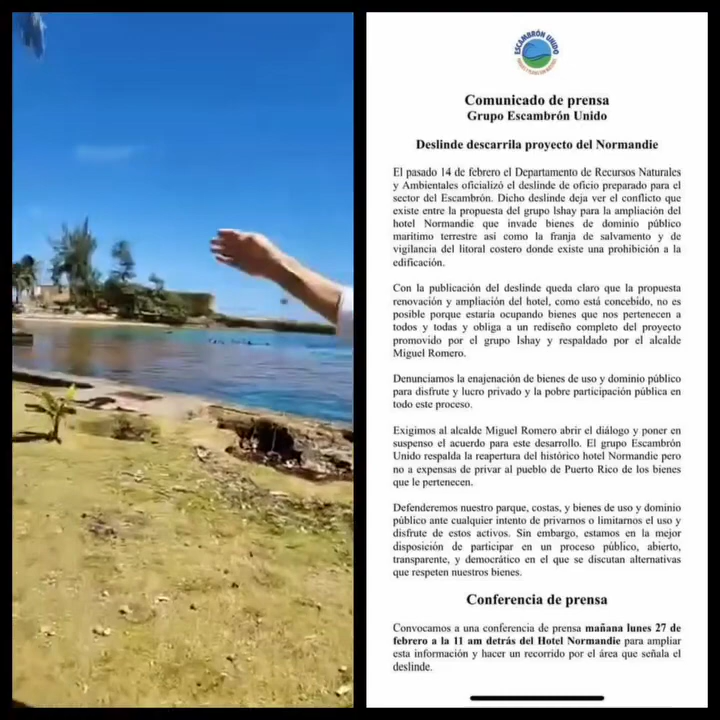 ESCAMBRÓN UNIDO
Comunicado de prensa
Grupo Escambrón Unido
Deslinde descarrila proyecto del Normandie
El pasado 14 de febrero el Departamento de Recursos Naturales
y Ambientales oficializó el deslinde de oficio preparado para el
sector del Escambrón. Dicho deslinde deja ver el conflicto que
existe entre la propuesta del grupo Ishay para la ampliación del
hotel Normandie que invade bienes de dominio público
marítimo terrestre así como la franja de salvamento y de
vigilancia del litoral costero donde existe una prohibición a la
edificación.
Con la publicación del deslinde queda claro que la propuesta
renovación y ampliación del hotel, como está concebido, no es
posible porque estaría ocupando bienes que nos pertenecen a
todos y todas y obliga a un rediseño completo del proyecto
promovido por el grupo Ishay y respaldado por el alcalde
Miguel Romero.
Denunciamos la enajenación de bienes de uso y dominio público
para disfrute y lucro privado y la pobre participación pública en
todo este proceso.
Exigimos al alcalde Miguel Romero abrir el diálogo y poner en
suspenso el acuerdo para este desarrollo. El grupo Escambrón
Unido respalda la reapertura del histórico hotel Normandie pero
no a expensas de privar al pueblo de Puerto Rico de los bienes
que le pertenecen.
Defenderemos nuestro parque, costas, y bienes de uso y dominio
público ante cualquier intento de privarnos o limitarnos el uso y
disfrute de estos activos. Sin embargo, estamos en la mejor
disposición de participar en un proceso público, abierto,
transparente, y democrático en el que se discutan alternativas
que respeten nuestros bienes.
Conferencia de prensa
Convocamos a una conferencia de prensa mañana lunes 27 de
febrero a la 11 am detrás del Hotel Normandie para ampliar
esta información y hacer un recorrido por el área que señala el
deslinde.